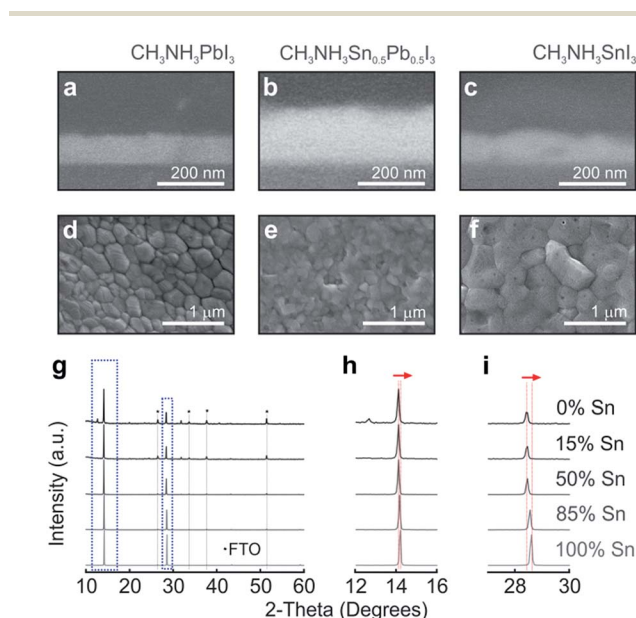 CH₃NH₃PbI₃ CH₃NH₃Sn₀.₅Pb₀.₅I₃ CH₃NH₃SnI₃
a b c
200 nm 200 nm 200 nm
d e f
1 μm 1 μm 1 μm
g h i
0% Sn
15% Sn
50% Sn
85% Sn
100% Sn
Intensity (a.u.)
•FTO
10 20 30 40 50 60 12 14 16 28 30
2-Theta (Degrees)